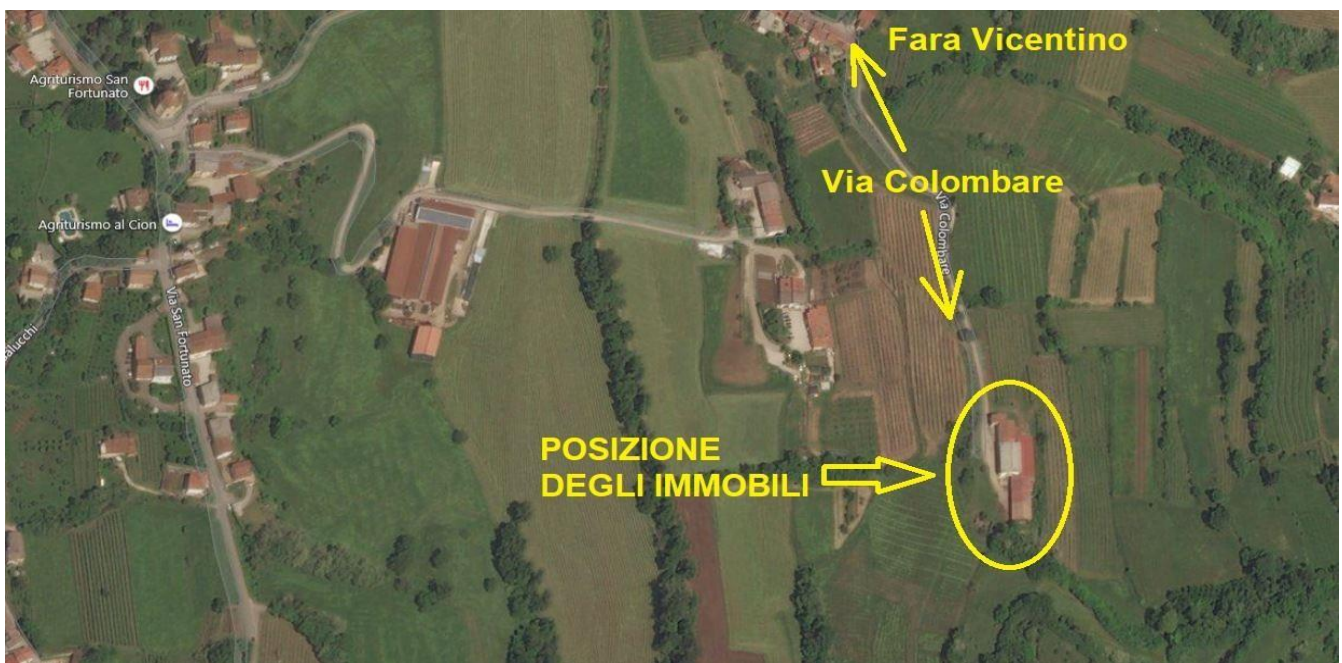 Fara Vicentino
Agriturismo San
Fortunato
Via Colombare
Via Colombare
Agriturismo al Cion
Via San Fortunato
POSIZIONE
DEGLI IMMOBILI